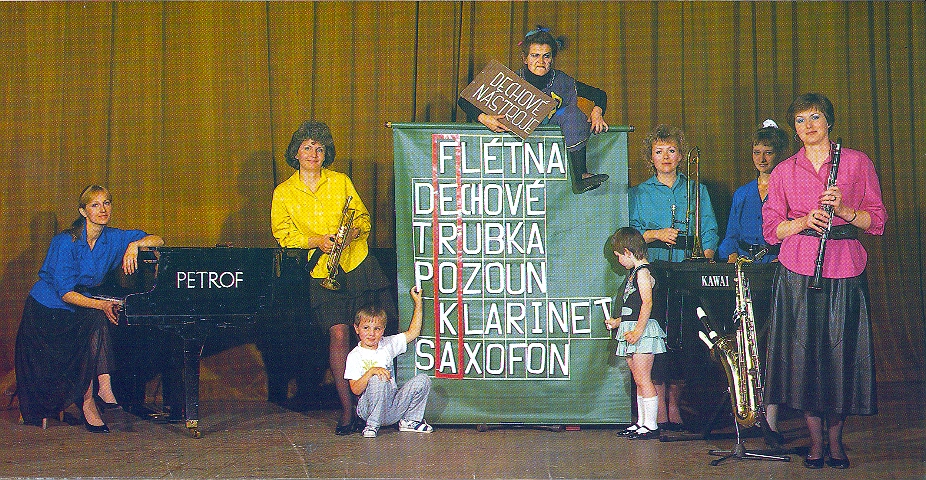 DECHOVÉ
NÁSTROJE
FLÉTNA
DECHOVÉ
TRUBKA
POZOUN
KLARINET
SAXOFON
PETROF
KAWAI